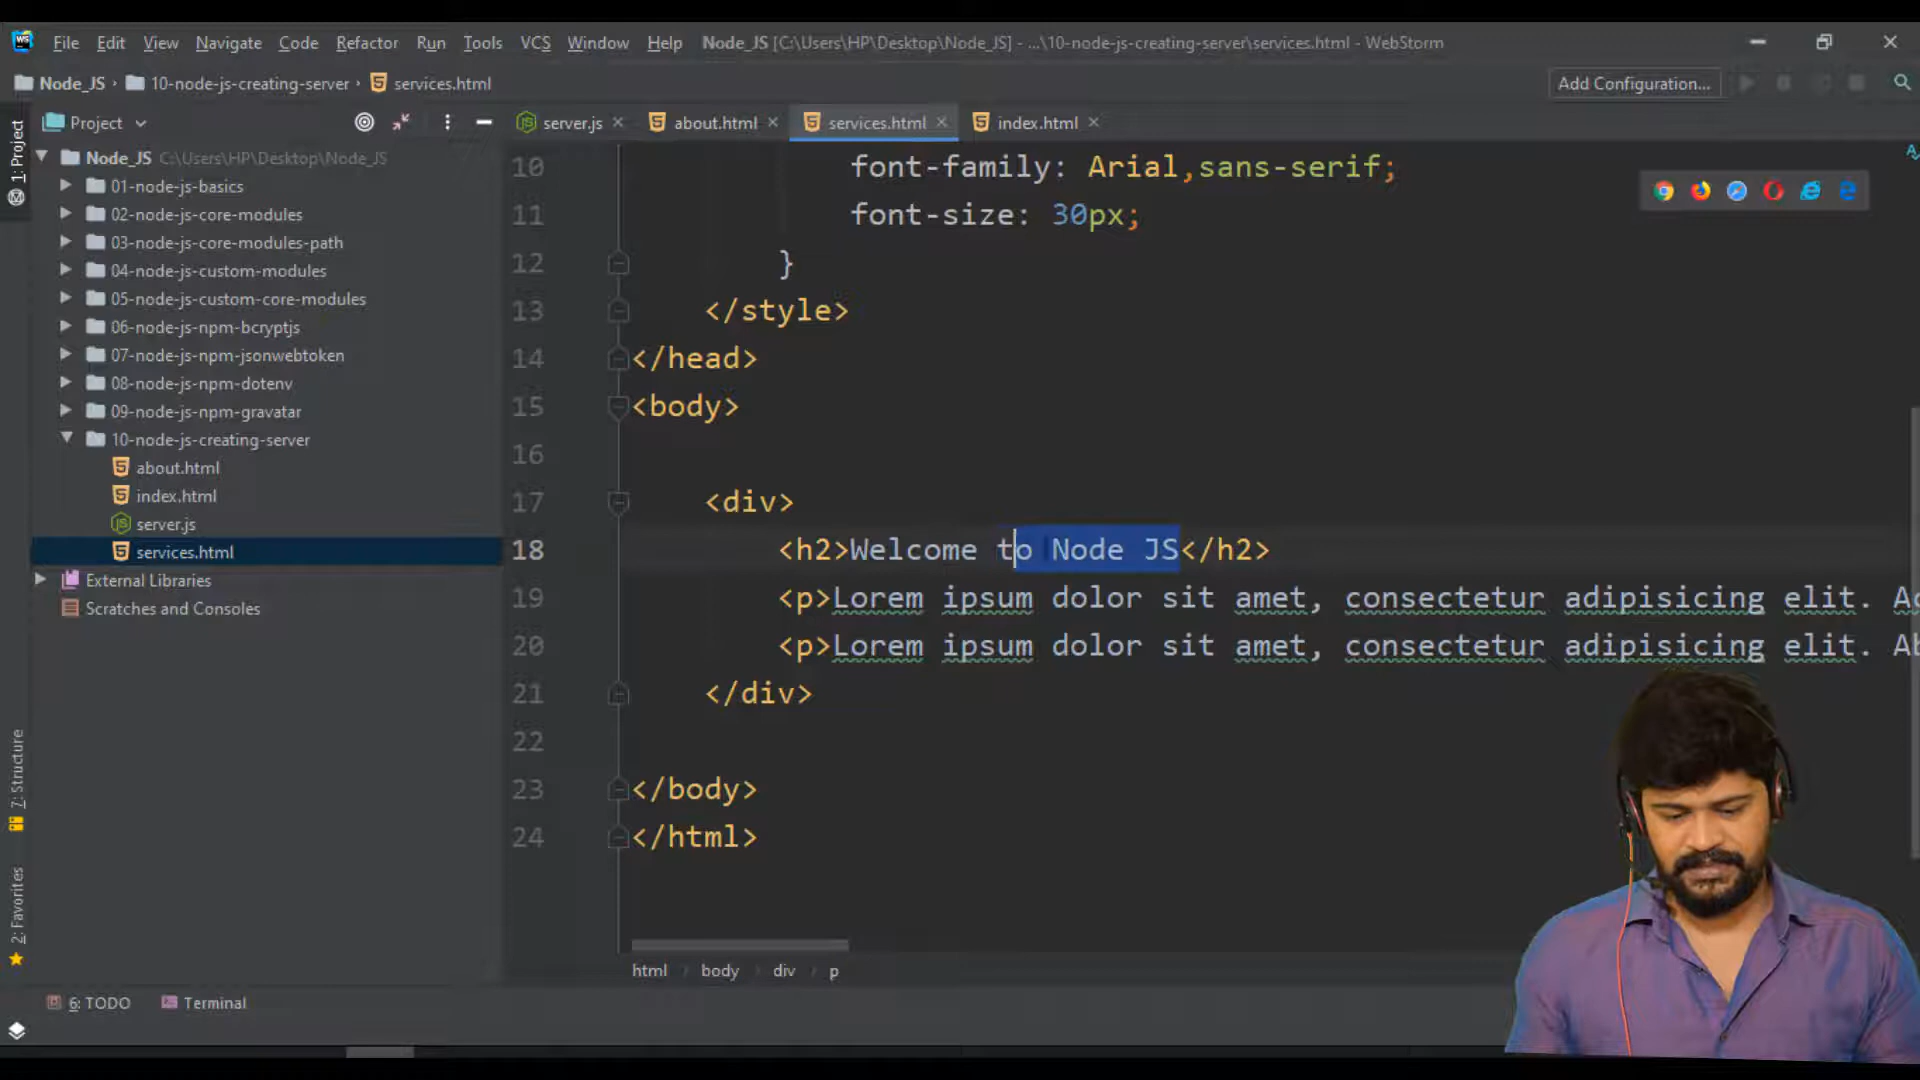 WS File Edit View Navigate Code Refactor Run Tools VCS Window Help Node_JS [C:\Users\HP\Desktop\Node_JS] - ...\10-node-js-creating-server\services.html - WebStorm
Node_JS 10-node-js-creating-server services.html Add Configuration...
Project
server.js
about.html
services.html
index.html
1: Project
Node_JS C:\Users\HP\Desktop\Node_JS
01-node-js-basics
02-node-js-core-modules
03-node-js-core-modules-path
04-node-js-custom-modules
05-node-js-custom-core-modules
06-node-js-npm-bcryptjs
07-node-js-npm-jsonwebtoken
08-node-js-npm-dotenv
09-node-js-npm-gravatar
10-node-js-creating-server
about.html
index.html
server.js
services.html
External Libraries
Scratches and Consoles
10 font-family: Arial,sans-serif;
11 font-size: 30px;
12 }
13 </style>
14 </head>
15 <body>
16
17 <div>
18 <h2>Welcome to Node JS</h2>
19 <p>Lorem ipsum dolor sit amet, consectetur adipisicing elit.
20 <p>Lorem ipsum dolor sit amet, consectetur adipisicing elit.
21 </div>
22
23 </body>
24 </html>
7: Structure
2: Favorites
html body div p
6: TODO Terminal